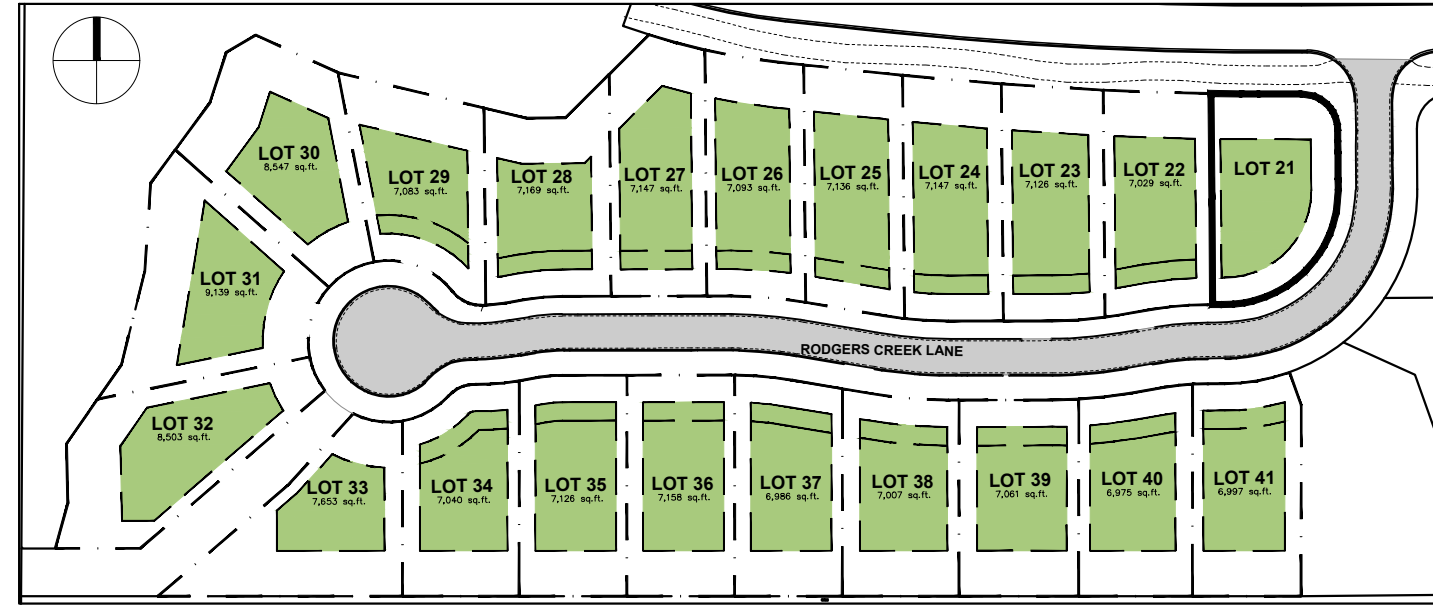 LOT 30
8,547 sq.ft.
LOT 29
7,083 sq.ft.
LOT 28
7,169 sq.ft.
LOT 27
7,147 sq.ft.
LOT 26
7,093 sq.ft.
LOT 25
7,136 sq.ft.
LOT 24
7,147 sq.ft.
LOT 23
7,126 sq.ft.
LOT 22
7,029 sq.ft.
LOT 21
LOT 31
9,139 sq.ft.
RODGERS CREEK LANE
LOT 32
8,503 sq.ft.
LOT 33
7,653 sq.ft.
LOT 34
7,040 sq.ft.
LOT 35
7,126 sq.ft.
LOT 36
7,158 sq.ft.
LOT 37
6,986 sq.ft.
LOT 38
7,007 sq.ft.
LOT 39
7,061 sq.ft.
LOT 40
6,975 sq.ft.
LOT 41
6,997 sq.ft.